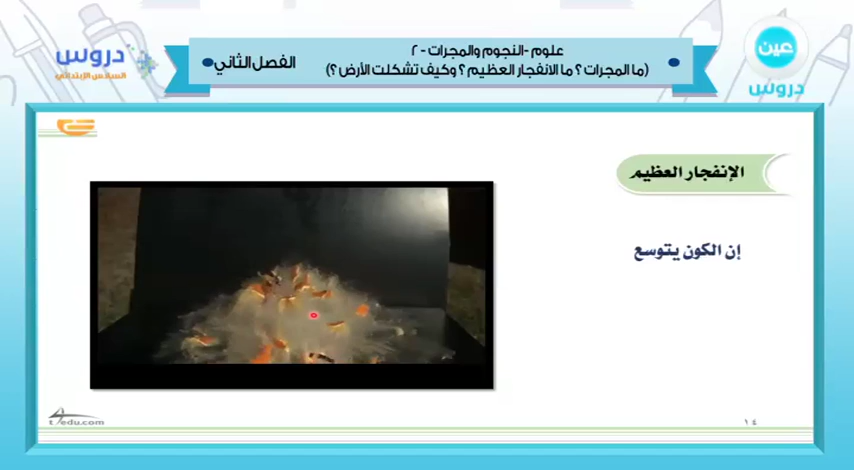 عين
دروس
علوم -النجوم والمجرات - ٢
(ما المجرات ؟ ما الانفجار العظيم ؟ وكيف تشكلت الأرض ؟)
الفصل الثاني
دروس
السادس الابتدائي
الإنفجار العظيم
إن الكون يتوسع
t4edu.com
١٤